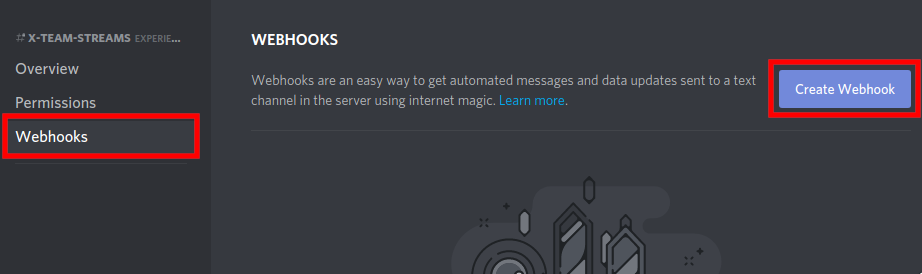 X-TEAM-STREAMS EXPERIE...
Overview
Permissions
Webhooks
WEBHOOKS
Webhooks are an easy way to get automated messages and data updates sent to a text
channel in the server using internet magic. Learn more.
Create Webhook